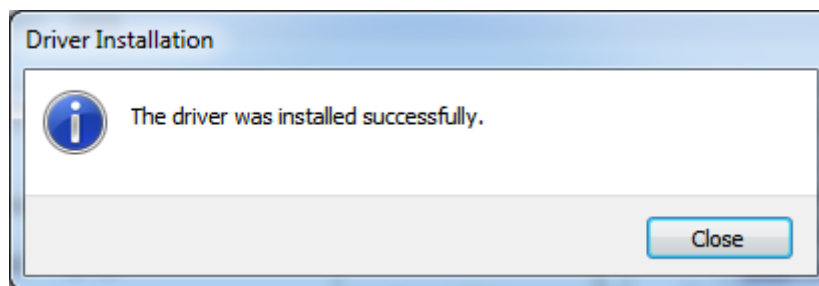 Driver Installation
The driver was installed successfully.
Close